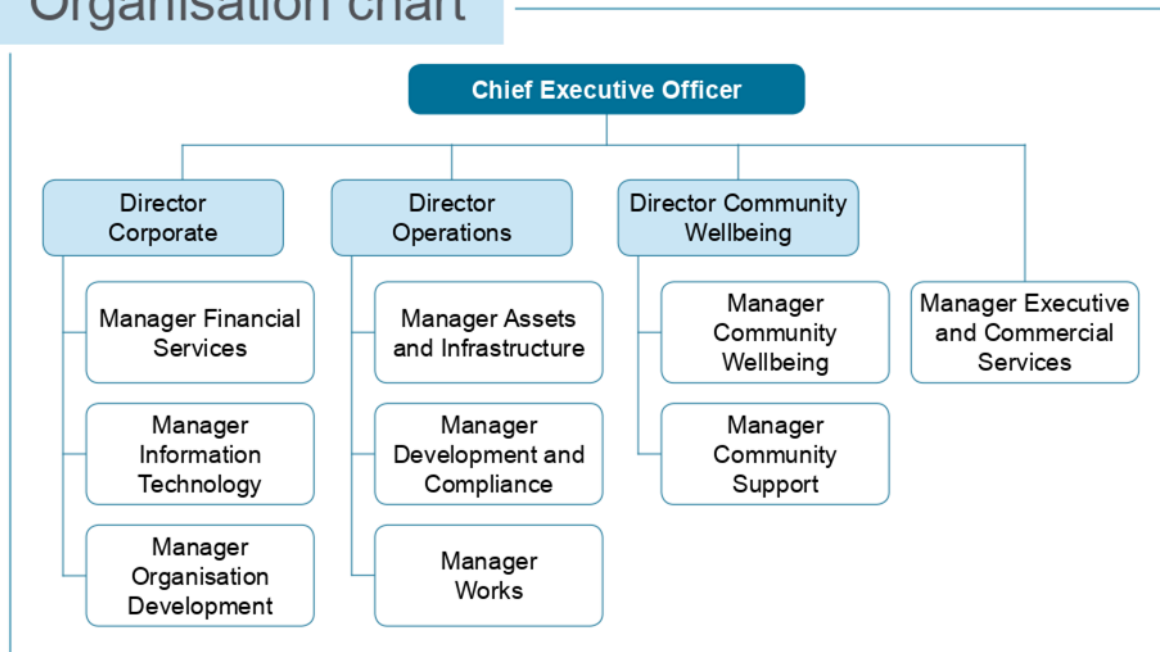 Organisation chart
Chief Executive Officer
Director
Corporate
Director
Operations
Director Community
Wellbeing
Manager Financial
Services
Manager Assets
and Infrastructure
Manager
Community
Wellbeing
Manager Executive
and Commercial
Services
Manager
Information
Technology
Manager
Development and
Compliance
Manager
Community
Support
Manager
Organisation
Development
Manager
Works